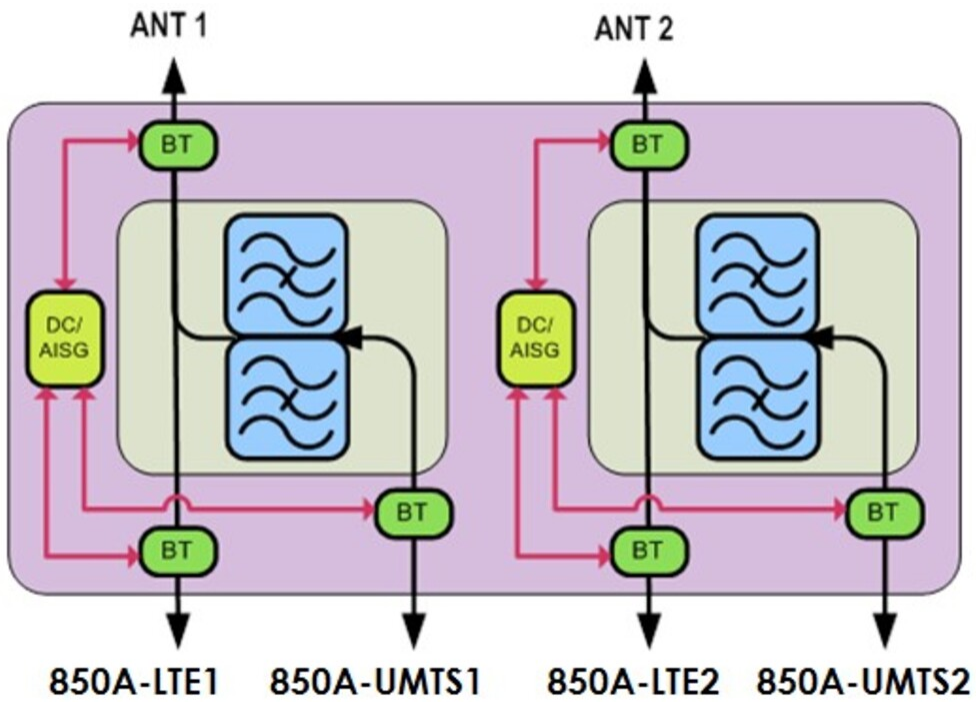 ANT 1
ANT 2
BT
BT
DC/
AISG
DC/
AISG
BT
BT
BT
BT
850A-LTE1
850A-UMTS1
850A-LTE2
850A-UMTS2